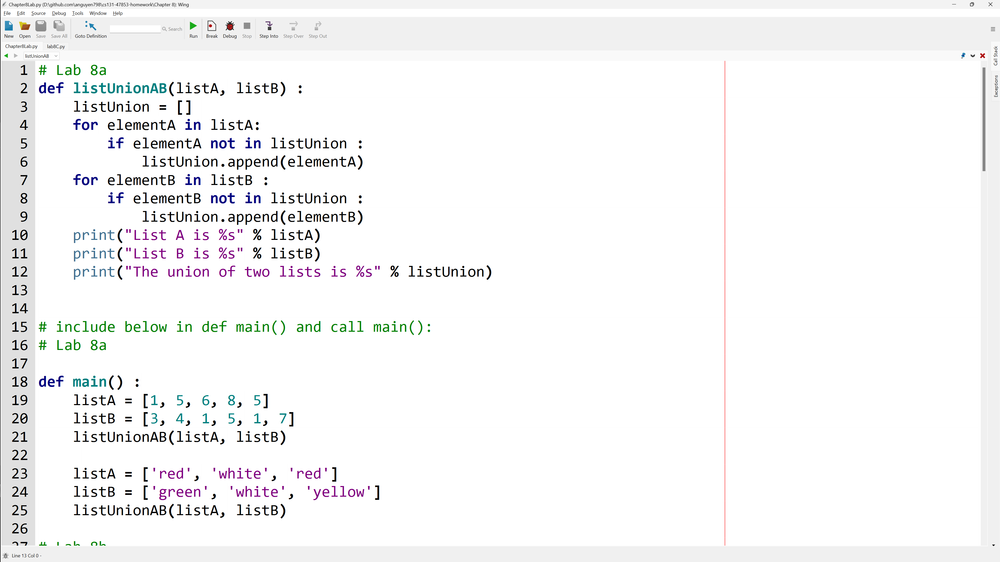 Chapter8Lab.py (D:\github.com\anguyen798\cs131-47853-homework\Chapter 8): Wing
File Edit Source Debug Tools Window Help
New Open Save Save All Goto Definition Search Run Break Debug Stop Step Into Step Over Step Out
Chapter8Lab.py lab8C.py
listUnionAB
Call Stack
Exceptions
1 # Lab 8a
2 def listUnionAB(listA, listB) :
3     listUnion = []
4     for elementA in listA:
5         if elementA not in listUnion :
6             listUnion.append(elementA)
7     for elementB in listB :
8         if elementB not in listUnion :
9             listUnion.append(elementB)
10     print("List A is %s" % listA)
11     print("List B is %s" % listB)
12     print("The union of two lists is %s" % listUnion)
13
14
15 # include below in def main() and call main():
16 # Lab 8a
17
18 def main() :
19     listA = [1, 5, 6, 8, 5]
20     listB = [3, 4, 1, 5, 1, 7]
21     listUnionAB(listA, listB)
22
23     listA = ['red', 'white', 'red']
24     listB = ['green', 'white', 'yellow']
25     listUnionAB(listA, listB)
26
27 # Lab 8b
Line 13 Col 0 -